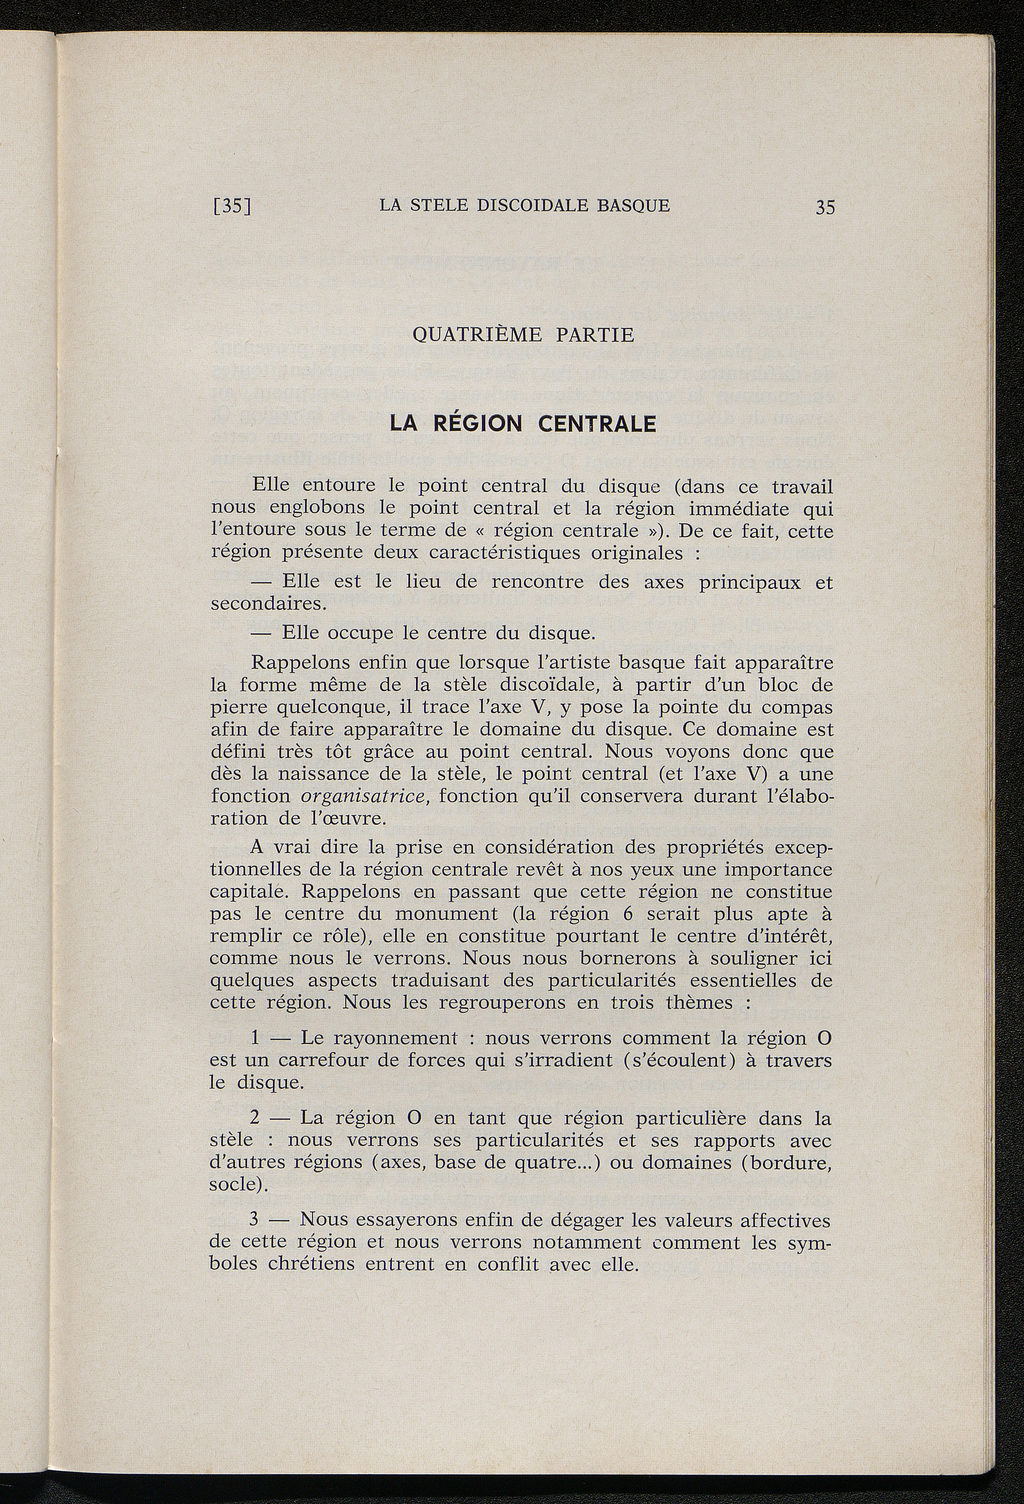 [35] LA STELE DISCOIDALE BASQUE 35
QUATRIÈME PARTIE
LA RÉGION CENTRALE
Elle entoure le point central du disque (dans ce travail
nous englobons le point central et la région immédiate qui
l'entoure sous le terme de « région centrale »). De ce fait, cette
région présente deux caractéristiques originales :
— Elle est le lieu de rencontre des axes principaux et
secondaires.
— Elle occupe le centre du disque.
Rappelons enfin que lorsque l'artiste basque fait apparaître
la forme même de la stèle discoïdale, à partir d'un bloc de
pierre quelconque, il trace l'axe V, y pose la pointe du compas
afin de faire apparaître le domaine du disque. Ce domaine est
défini très tôt grâce au point central. Nous voyons donc que
dès la naissance de la stèle, le point central (et l'axe V) a une
fonction organisatrice, fonction qu'il conservera durant l'élabo-
ration de l'œuvre.
A vrai dire la prise en considération des propriétés excep-
tionnelles de la région centrale revêt à nos yeux une importance
capitale. Rappelons en passant que cette région ne constitue
pas le centre du monument (la région 6 serait plus apte à
remplir ce rôle), elle en constitue pourtant le centre d'intérêt,
comme nous le verrons. Nous nous bornerons à souligner ici
quelques aspects traduisant des particularités essentielles de
cette région. Nous les regrouperons en trois thèmes :
1 — Le rayonnement : nous verrons comment la région O
est un carrefour de forces qui s'irradient (s'écoulent) à travers
le disque.
2 — La région O en tant que région particulière dans la
stèle : nous verrons ses particularités et ses rapports avec
d'autres régions (axes, base de quatre...) ou domaines (bordure,
socle).
3 — Nous essayerons enfin de dégager les valeurs affectives
de cette région et nous verrons notamment comment les sym-
boles chrétiens entrent en conflit avec elle.